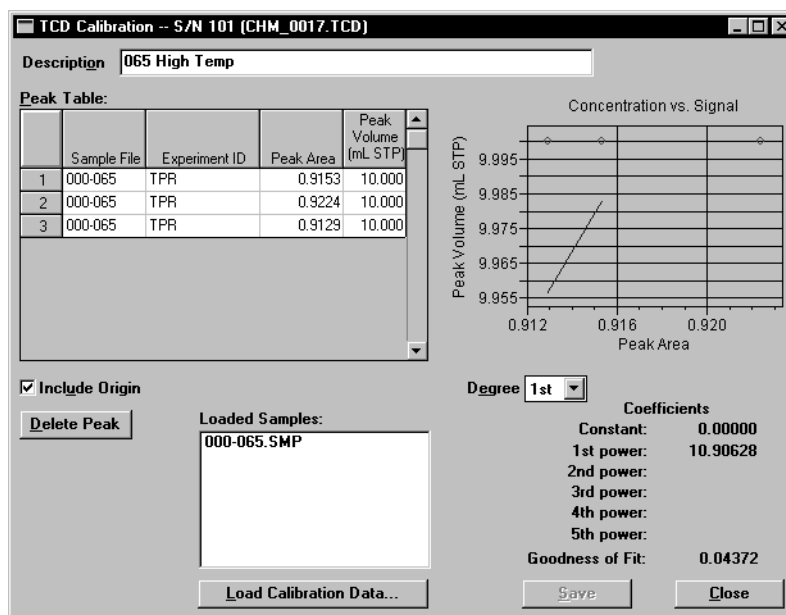 TCD Calibration -- S/N 101 (CHM_0017.TCD)
Description 065 High Temp
Peak Table:
Sample File Experiment ID Peak Area Peak Volume (mL STP)
1 000-065 TPR 0.9153 10.000
2 000-065 TPR 0.9224 10.000
3 000-065 TPR 0.9129 10.000
Concentration vs. Signal
Peak Volume (mL STP)
9.995
9.985
9.975
9.965
9.955
0.912 0.916 0.920
Peak Area
Include Origin
Degree 1st
Delete Peak
Loaded Samples:
000-065.SMP
Coefficients
Constant: 0.00000
1st power: 10.90628
2nd power:
3rd power:
4th power:
5th power:
Goodness of Fit: 0.04372
Load Calibration Data...
Save
Close